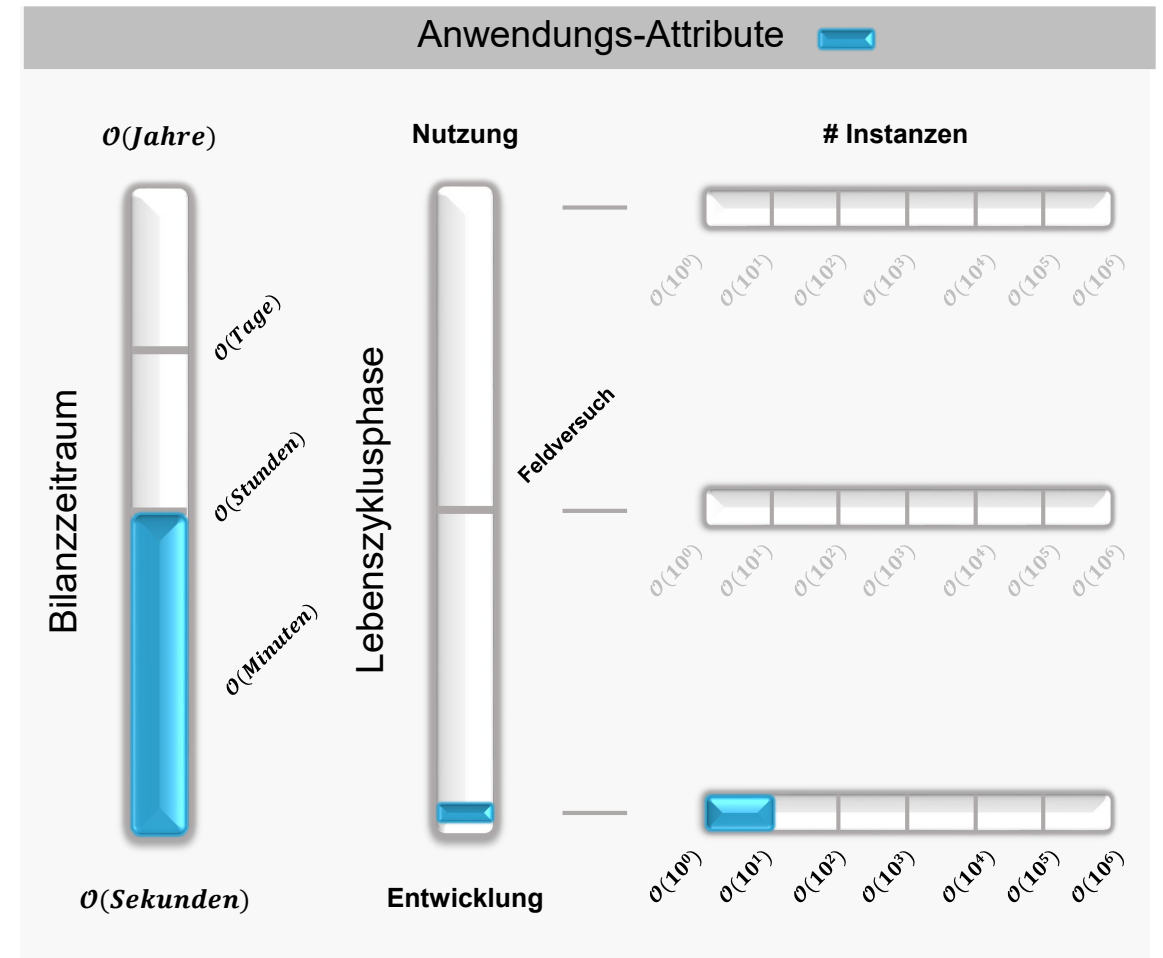 Anwendungs-Attribute
𝒪(Jahre)
Nutzung
# Instanzen
𝒪(10⁰) 𝒪(10¹) 𝒪(10²) 𝒪(10³) 𝒪(10⁴) 𝒪(10⁵) 𝒪(10⁶)
𝒪(Tage)
Bilanzzeitraum
Lebenszyklusphase
Feldversuch
𝒪(Stunden)
𝒪(10⁰) 𝒪(10¹) 𝒪(10²) 𝒪(10³) 𝒪(10⁴) 𝒪(10⁵) 𝒪(10⁶)
𝒪(Minuten)
𝒪(10⁰) 𝒪(10¹) 𝒪(10²) 𝒪(10³) 𝒪(10⁴) 𝒪(10⁵) 𝒪(10⁶)
𝒪(Sekunden)
Entwicklung